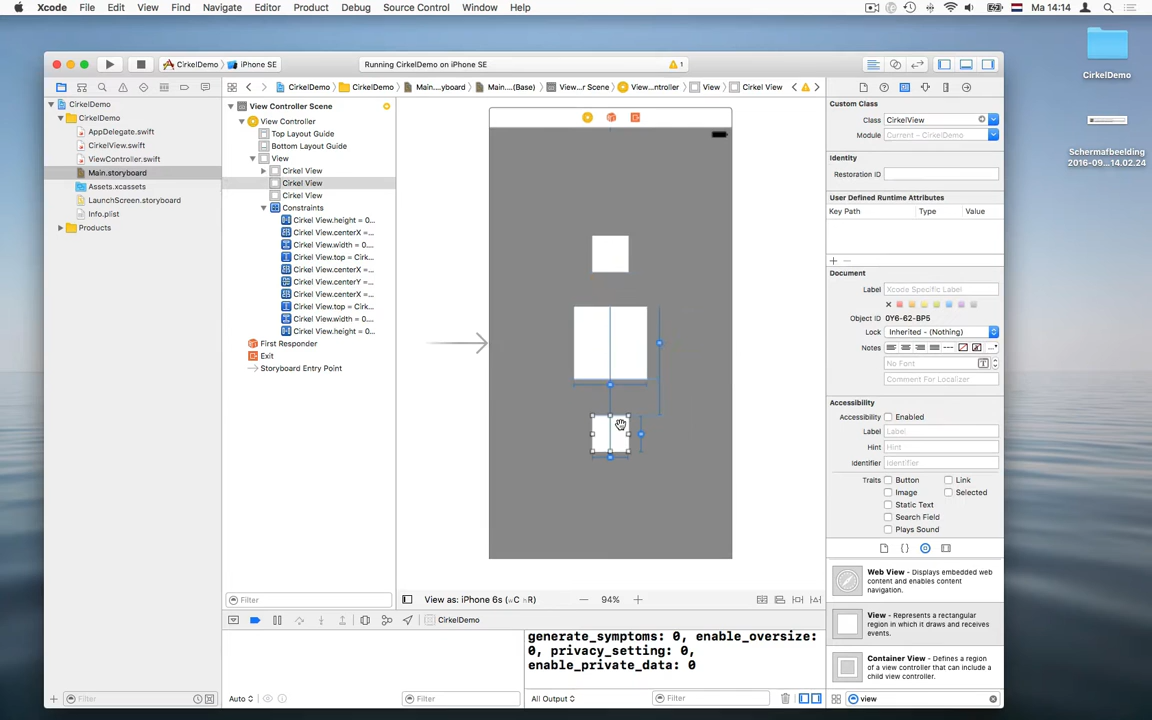 Xcode File Edit View Find Navigate Editor Product Debug Source Control Window Help
Ma 14:14
CirkelDemo
Schermafbeelding
2016-09...14.02.24
CirkelDemo iPhone SE
Running CirkelDemo on iPhone SE
1
CirkelDemo
CirkelDemo
AppDelegate.swift
CirkelView.swift
ViewController.swift
Main.storyboard
Assets.xcassets
LaunchScreen.storyboard
Info.plist
Products
Filter
CirkelDemo CirkelDemo Main....yboard Main....(Base) View...r Scene View...ntroller View Cirkel View
View Controller Scene
View Controller
Top Layout Guide
Bottom Layout Guide
View
Cirkel View
Cirkel View
Cirkel View
Constraints
Cirkel View.height = 0...
Cirkel View.centerX =...
Cirkel View.width = 0....
Cirkel View.top = Cirk...
Cirkel View.centerX =...
Cirkel View.centerY =...
Cirkel View.centerX =...
Cirkel View.top = Cirk...
Cirkel View.width = 0....
Cirkel View.height = 0...
First Responder
Exit
Storyboard Entry Point
Filter
View as: iPhone 6s (wC hR)
94%
CirkelDemo
generate_symptoms: 0, enable_oversize:
0, privacy_setting: 0,
enable_private_data: 0
Auto
Filter
All Output
Filter
Custom Class
Class CirkelView
Module Current – CirkelDemo
Identity
Restoration ID
User Defined Runtime Attributes
Key Path Type Value
Document
Label Xcode Specific Label
Object ID 0Y6-62-BP5
Lock Inherited - (Nothing)
Notes
No Font
Comment For Localizer
Accessibility
Accessibility Enabled
Label Label
Hint Hint
Identifier Identifier
Traits Button Link
Image Selected
Static Text
Search Field
Plays Sound
Web View - Displays embedded web
content and enables content
navigation.
View - Represents a rectangular
region in which it draws and receives
events.
Container View - Defines a region
of a view controller that can include a
child view controller.
view